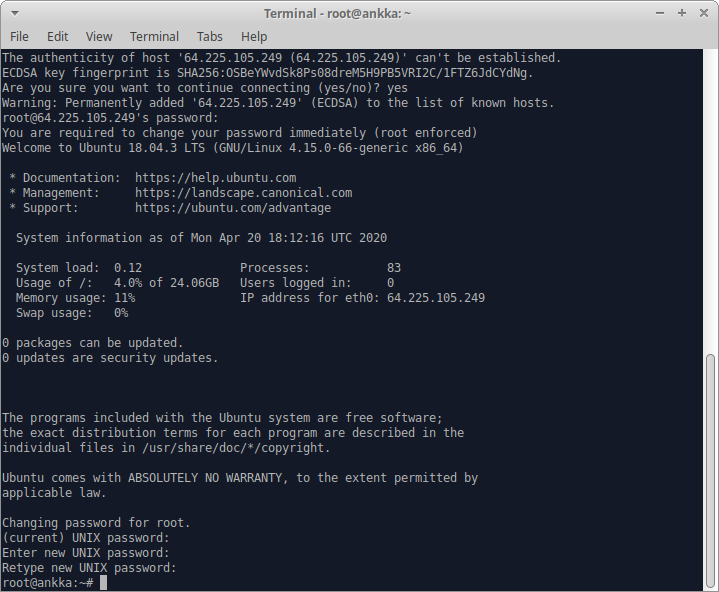 Terminal - root@ankka: ~
File Edit View Terminal Tabs Help
The authenticity of host '64.225.105.249 (64.225.105.249)' can't be established.
ECDSA key fingerprint is SHA256:OSBeYWvdSk8Ps08dreM5H9PB5VRI2C/1FTZ6JdCYdNg.
Are you sure you want to continue connecting (yes/no)? yes
Warning: Permanently added '64.225.105.249' (ECDSA) to the list of known hosts.
root@64.225.105.249's password:
You are required to change your password immediately (root enforced)
Welcome to Ubuntu 18.04.3 LTS (GNU/Linux 4.15.0-66-generic x86_64)
* Documentation:  https://help.ubuntu.com
* Management:     https://landscape.canonical.com
* Support:        https://ubuntu.com/advantage
System information as of Mon Apr 20 18:12:16 UTC 2020
System load:  0.12              Processes:           83
Usage of /:   4.0% of 24.06GB   Users logged in:     0
Memory usage: 11%               IP address for eth0: 64.225.105.249
Swap usage:   0%
0 packages can be updated.
0 updates are security updates.
The programs included with the Ubuntu system are free software;
the exact distribution terms for each program are described in the
individual files in /usr/share/doc/*/copyright.
Ubuntu comes with ABSOLUTELY NO WARRANTY, to the extent permitted by
applicable law.
Changing password for root.
(current) UNIX password:
Enter new UNIX password:
Retype new UNIX password:
root@ankka:~#